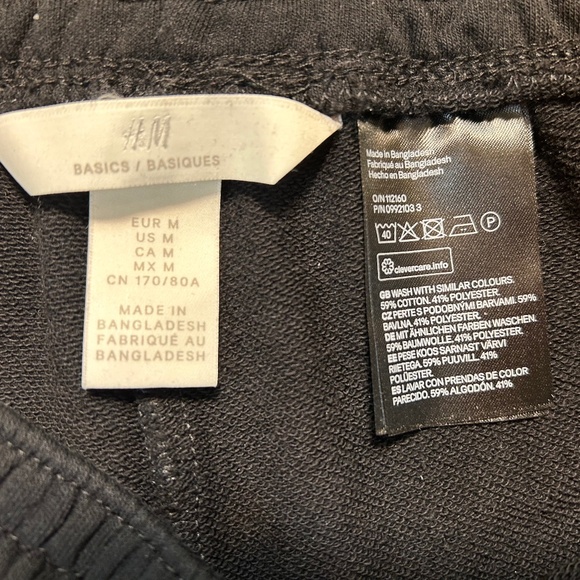 H&M
BASICS / BASIQUES
EUR M
US M
CA M
MX M
CN 170/80A
MADE IN
BANGLADESH
FABRIQUÉ AU
BANGLADESH
Made in Bangladesh
Fabriqué au Bangladesh
Hecho en Bangladesh
O/N 112160
P/N 0992103 3
40
P
clevercare.info
GB WASH WITH SIMILAR COLOURS.
59% COTTON. 41% POLYESTER.
CZ PERTE S PODOBNÝMI BARVAMI. 59%
BAVLNA. 41% POLYESTER.
DE MIT ÄHNLICHEN FARBEN WASCHEN.
59% BAUMWOLLE. 41% POLYESTER.
EE PESE KOOS SARNAST VÄRVI
RIIETEGA. 59% PUUVILL. 41%
POLÜESTER.
ES LAVAR CON PRENDAS DE COLOR
PARECIDO. 59% ALGODÓN. 41%